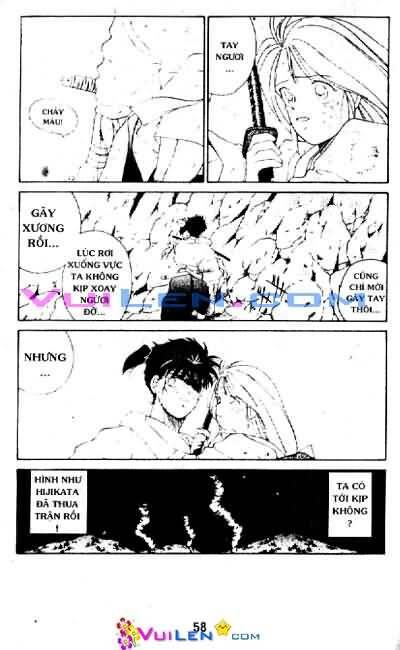 TAY
NGƯƠI
...
CHẢY
MÁU!
CŨNG
CHỈ MỚI
GÃY TAY
THÔI.
LÚC RƠI
XUỐNG VỰC
TA KHÔNG
KỊP XOAY
NGƯỜI
ĐỠ...
GÃY
XƯƠNG
RỒI...
VUILEN.COM
NHƯNG
...
TA CÓ
TỚI KỊP
KHÔNG
?
HÌNH NHƯ
HIJIKATA
ĐÃ THUA
TRẬN RỒI
!
58
VUILEN.COM